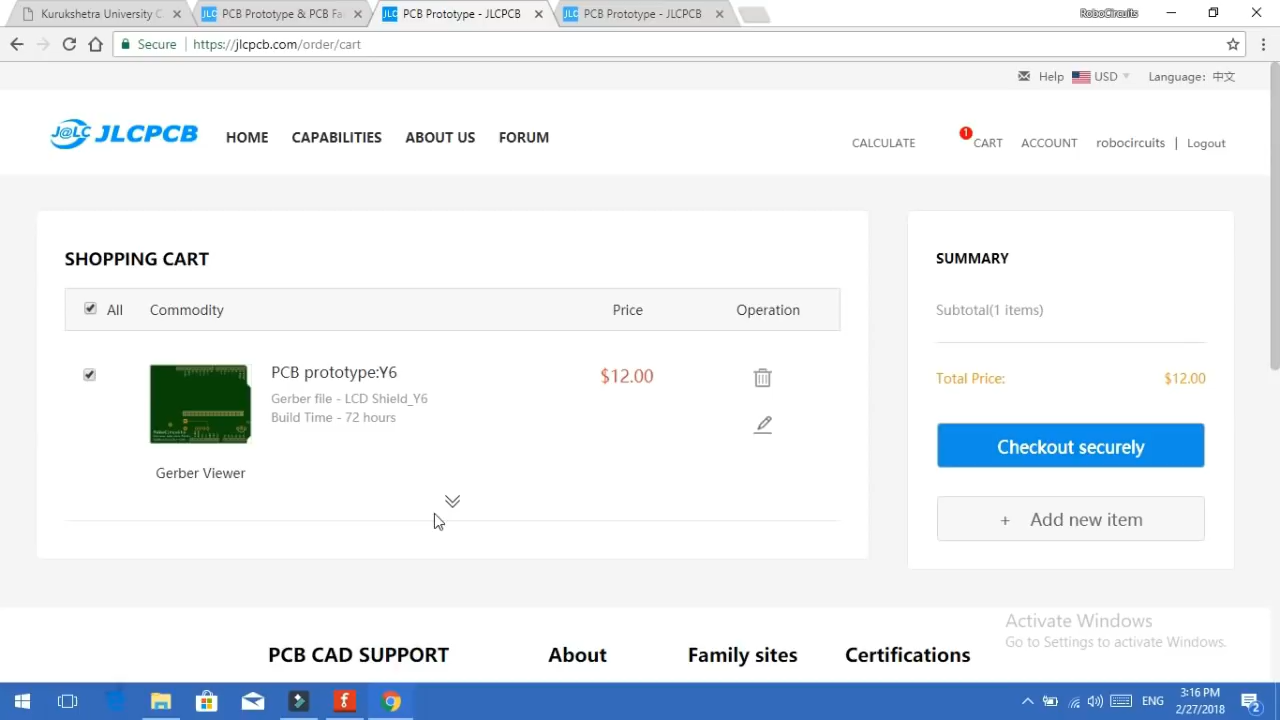 Kurukshetra University C
PCB Prototype & PCB Fa
PCB Prototype - JLCPCB
PCB Prototype - JLCPCB
RoboCircuits
Secure
https://jlcpcb.com/order/cart
Help
USD
Language: 中文
J@LC JLCPCB
HOME
CAPABILITIES
ABOUT US
FORUM
CALCULATE
1
CART
ACCOUNT
robocircuits | Logout
SHOPPING CART
All
Commodity
Price
Operation
PCB prototype:Y6
Gerber file - LCD Shield_Y6
Build Time - 72 hours
$12.00
Gerber Viewer
SUMMARY
Subtotal(1 items)
Total Price:
$12.00
Checkout securely
+ Add new item
Activate Windows
Go to Settings to activate Windows.
PCB CAD SUPPORT
About
Family sites
Certifications
ENG
3:16 PM
2/27/2018
2